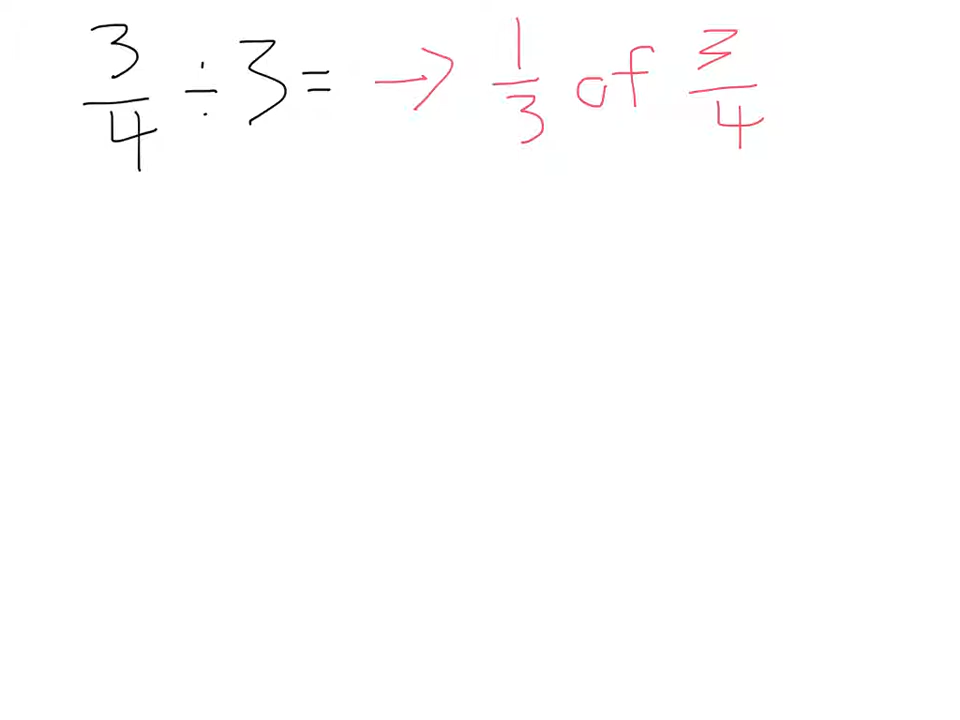 3/4 ÷ 3 = → 1/3 of 3/4